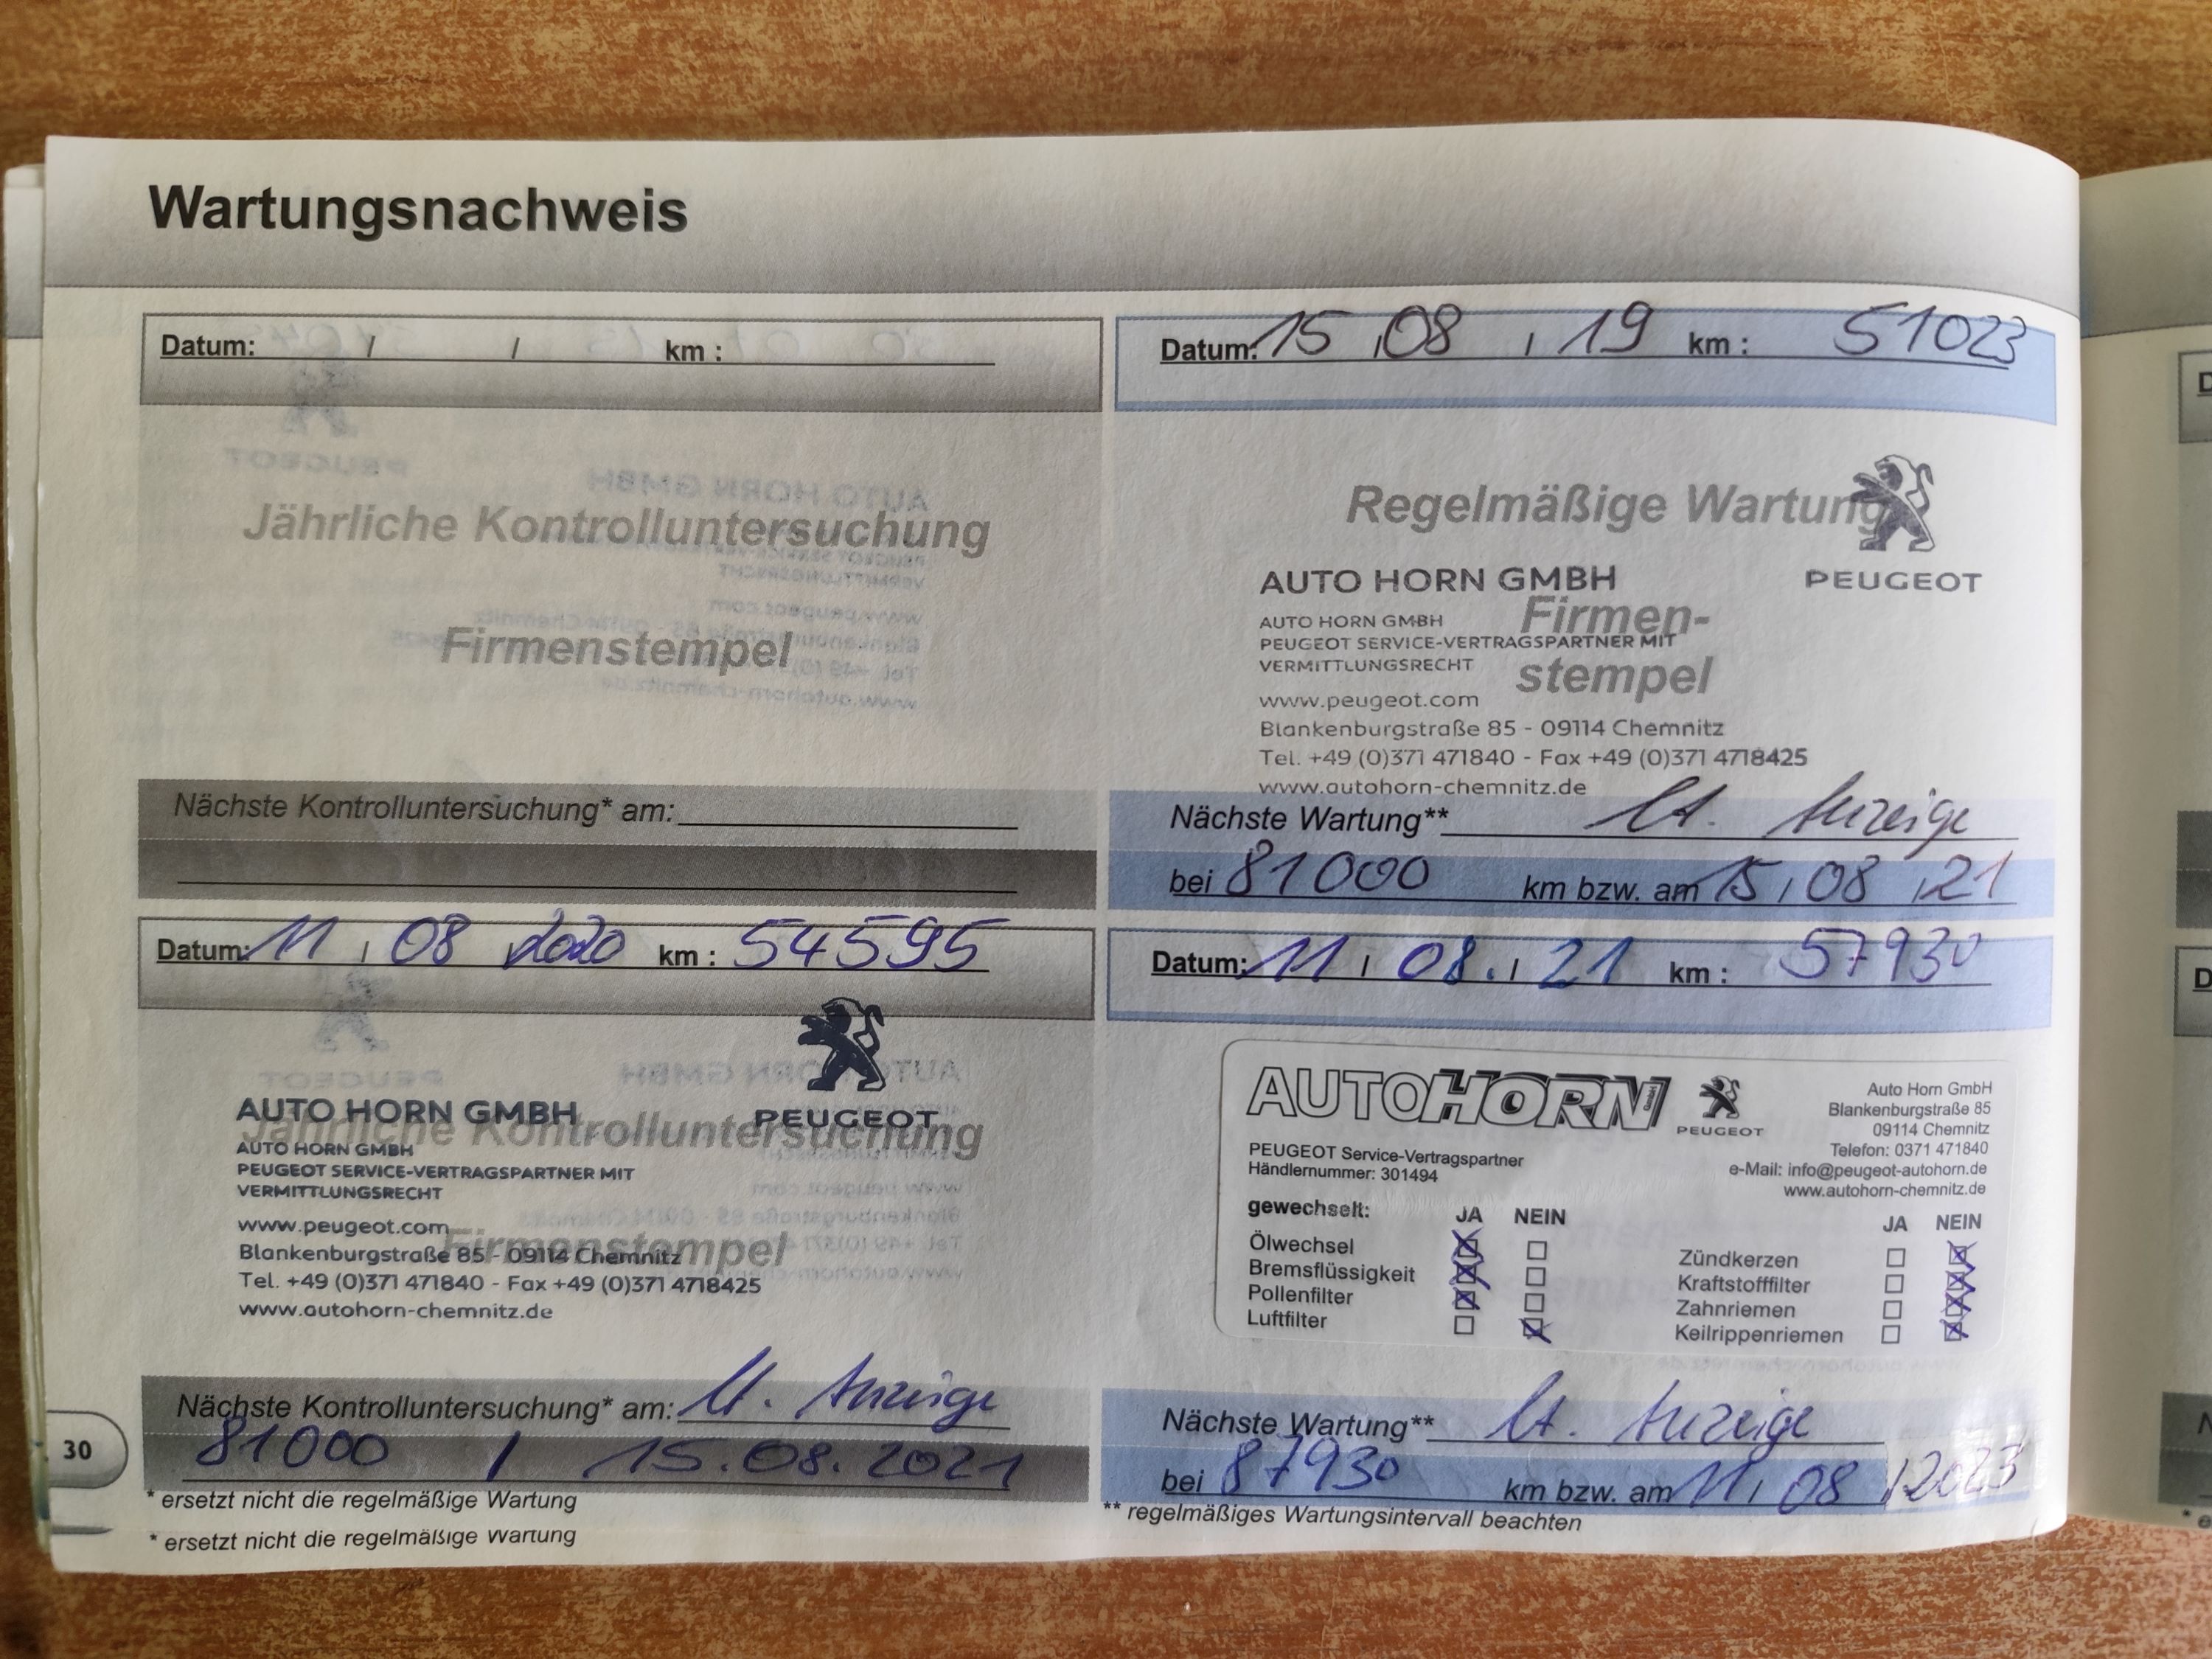 Wartungsnachweis
Datum: / / km :
Jährliche Kontrolluntersuchung
Firmenstempel
Nächste Kontrolluntersuchung* am:
Datum: 15 / 08 / 19 km : 51023
Regelmäßige Wartung
PEUGEOT
AUTO HORN GMBH
Firmen-
AUTO HORN GMBH
PEUGEOT SERVICE-VERTRAGSPARTNER MIT
VERMITTLUNGSRECHT
stempel
www.peugeot.com
Blankenburgstraße 85 - 09114 Chemnitz
Tel. +49 (0)371 471840 - Fax +49 (0)371 4718425
www.autohorn-chemnitz.de
Nächste Wartung** lt. Anzeige
bei 81000 km bzw. am 15 / 08 / 21
Datum: 11 / 08 / 2020 km : 54595
PEUGEOT
AUTO HORN GMBH
Jährliche Kontrolluntersuchung
AUTO HORN GMBH
PEUGEOT SERVICE-VERTRAGSPARTNER MIT
VERMITTLUNGSRECHT
www.peugeot.com
Firmenstempel
Blankenburgstraße 85 - 09114 Chemnitz
Tel. +49 (0)371 471840 - Fax +49 (0)371 4718425
www.autohorn-chemnitz.de
Nächste Kontrolluntersuchung* am: lt. Anzeige
81000 / 15.08.2021
* ersetzt nicht die regelmäßige Wartung
* ersetzt nicht die regelmäßige Wartung
30
Datum: 11 / 08. / 21 km : 57930
AUTOHORN GmbH
PEUGEOT
Auto Horn GmbH
Blankenburgstraße 85
09114 Chemnitz
Telefon: 0371 471840
e-Mail: info@peugeot-autohorn.de
www.autohorn-chemnitz.de
PEUGEOT Service-Vertragspartner
Händlernummer: 301494
gewechselt: JA NEIN
Ölwechsel
Bremsflüssigkeit
Pollenfilter
Luftfilter
JA NEIN
Zündkerzen
Kraftstofffilter
Zahnriemen
Keilrippenriemen
Nächste Wartung** lt. Anzeige
bei 87930 km bzw. am 11 / 08 / 2023
** regelmäßiges Wartungsintervall beachten